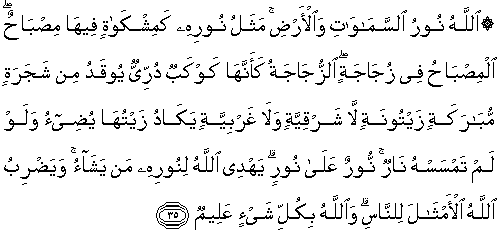 ۞ ٱللَّهُ نُورُ ٱلسَّمَـٰوَٰتِ وَٱلْأَرْضِ ۚ مَثَلُ نُورِهِۦ كَمِشْكَوٰةٍ فِيهَا مِصْبَاحٌ ۖ
ٱلْمِصْبَاحُ فِى زُجَاجَةٍ ۖ ٱلزُّجَاجَةُ كَأَنَّهَا كَوْكَبٌ دُرِّىٌّ يُوقَدُ مِن شَجَرَةٍ
مُّبَـٰرَكَةٍ زَيْتُونَةٍ لَّا شَرْقِيَّةٍ وَلَا غَرْبِيَّةٍ يَكَادُ زَيْتُهَا يُضِىٓءُ وَلَوْ
لَمْ تَمْسَسْهُ نَارٌ ۚ نُّورٌ عَلَىٰ نُورٍ ۗ يَهْدِى ٱللَّهُ لِنُورِهِۦ مَن يَشَآءُ ۚ وَيَضْرِبُ
ٱللَّهُ ٱلْأَمْثَـٰلَ لِلنَّاسِ ۗ وَٱللَّهُ بِكُلِّ شَىْءٍ عَلِيمٌ ﴿٣٥﴾